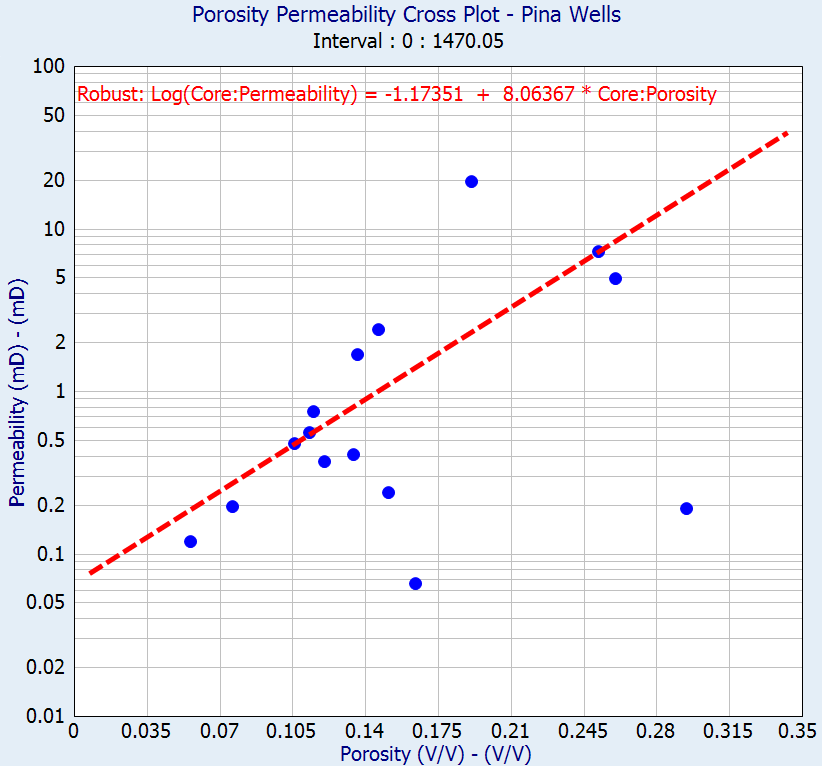 Porosity Permeability Cross Plot - Pina Wells
Interval : 0 : 1470.05
Robust: Log(Core:Permeability) = -1.17351 + 8.06367 * Core:Porosity
100
50
20
10
5
2
1
0.5
0.2
0.1
0.05
0.02
0.01
Permeability (mD) - (mD)
0 0.035 0.07 0.105 0.14 0.175 0.21 0.245 0.28 0.315 0.35
Porosity (V/V) - (V/V)